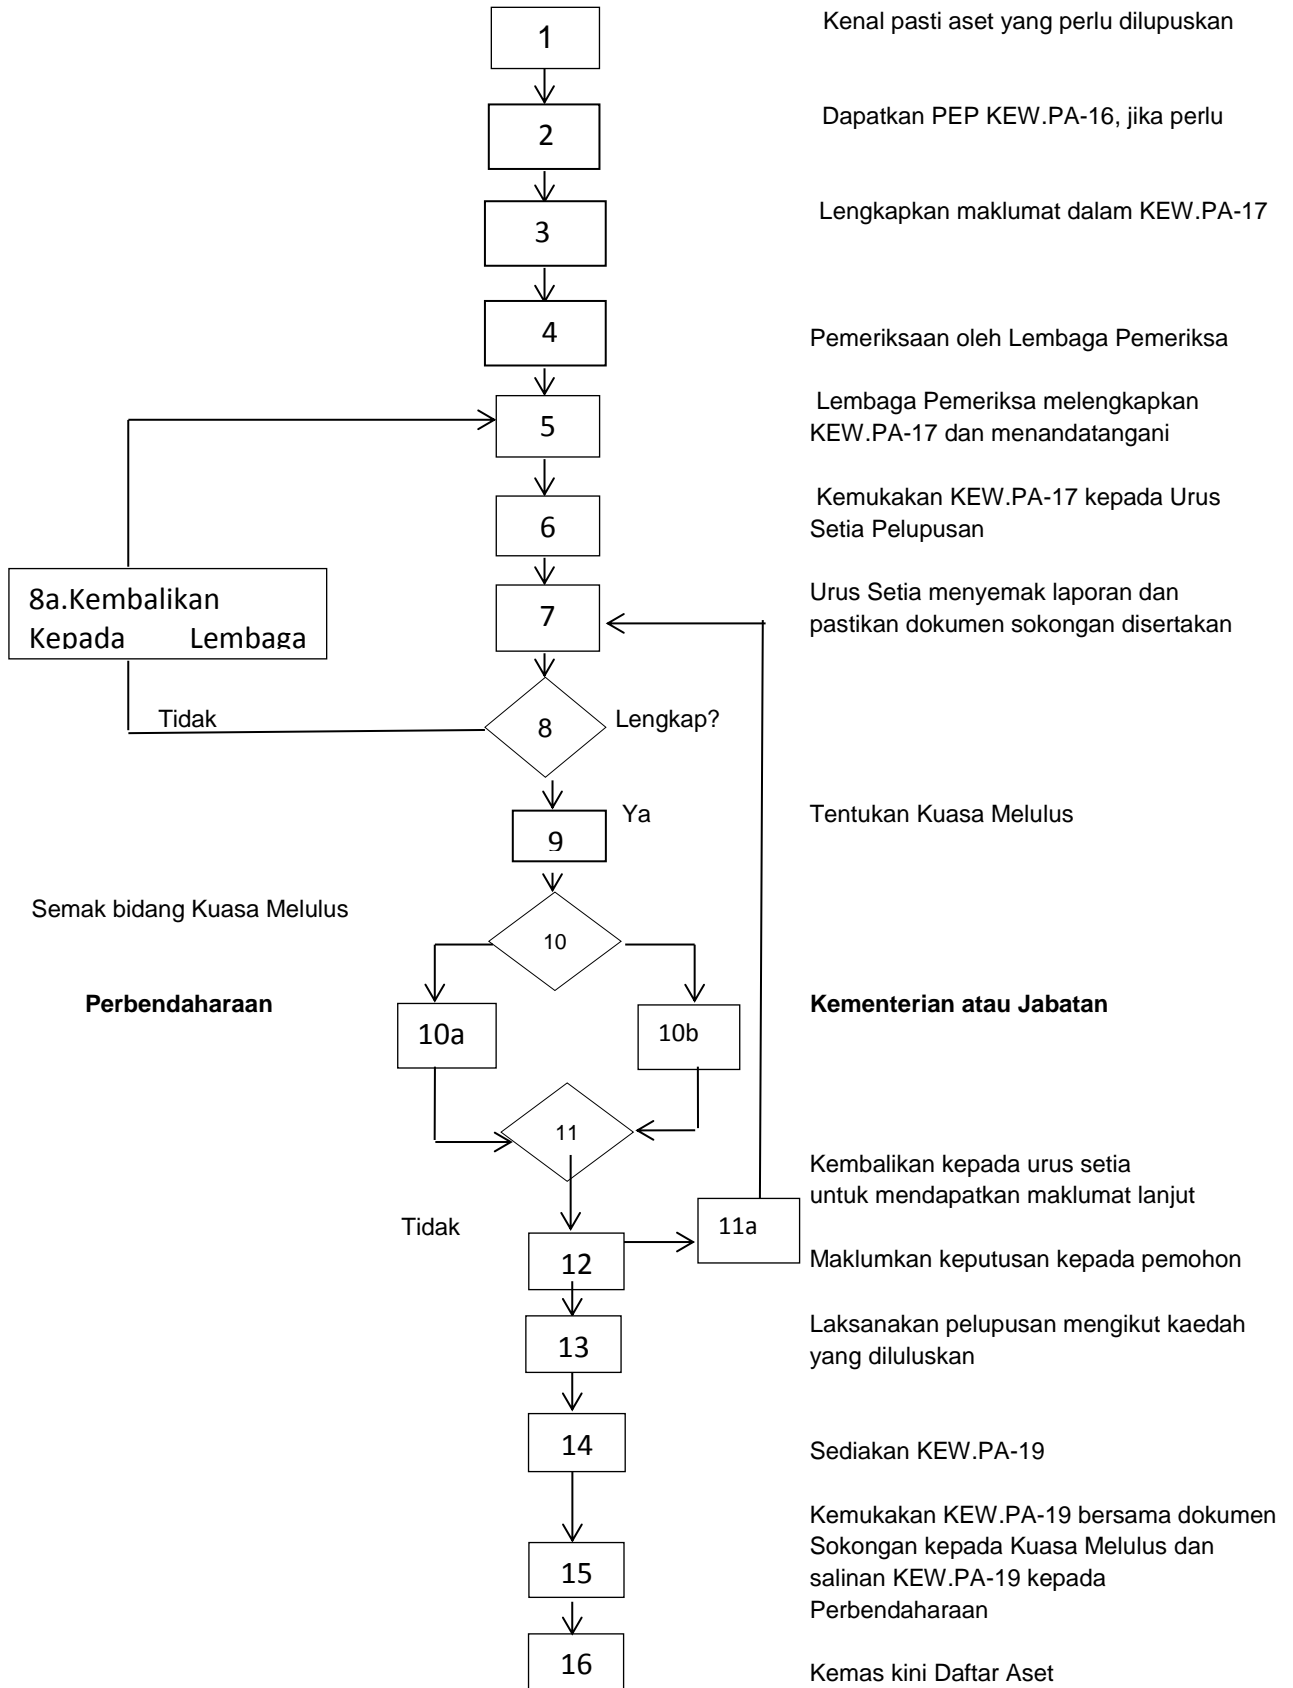 1
Kenal pasti aset yang perlu dilupuskan
2
Dapatkan PEP KEW.PA-16, jika perlu
3
Lengkapkan maklumat dalam KEW.PA-17
4
Pemeriksaan oleh Lembaga Pemeriksa
5
Lembaga Pemeriksa melengkapkan
KEW.PA-17 dan menandatangani
6
Kemukakan KEW.PA-17 kepada Urus
Setia Pelupusan
8a.Kembalikan
Kepada Lembaga
7
Urus Setia menyemak laporan dan
pastikan dokumen sokongan disertakan
Tidak
8
Lengkap?
Ya
9
Tentukan Kuasa Melulus
Semak bidang Kuasa Melulus
10
Perbendaharaan
Kementerian atau Jabatan
10a
10b
11
Kembalikan kepada urus setia
untuk mendapatkan maklumat lanjut
Tidak
11a
12
Maklumkan keputusan kepada pemohon
13
Laksanakan pelupusan mengikut kaedah
yang diluluskan
14
Sediakan KEW.PA-19
15
Kemukakan KEW.PA-19 bersama dokumen
Sokongan kepada Kuasa Melulus dan
salinan KEW.PA-19 kepada
Perbendaharaan
16
Kemas kini Daftar Aset